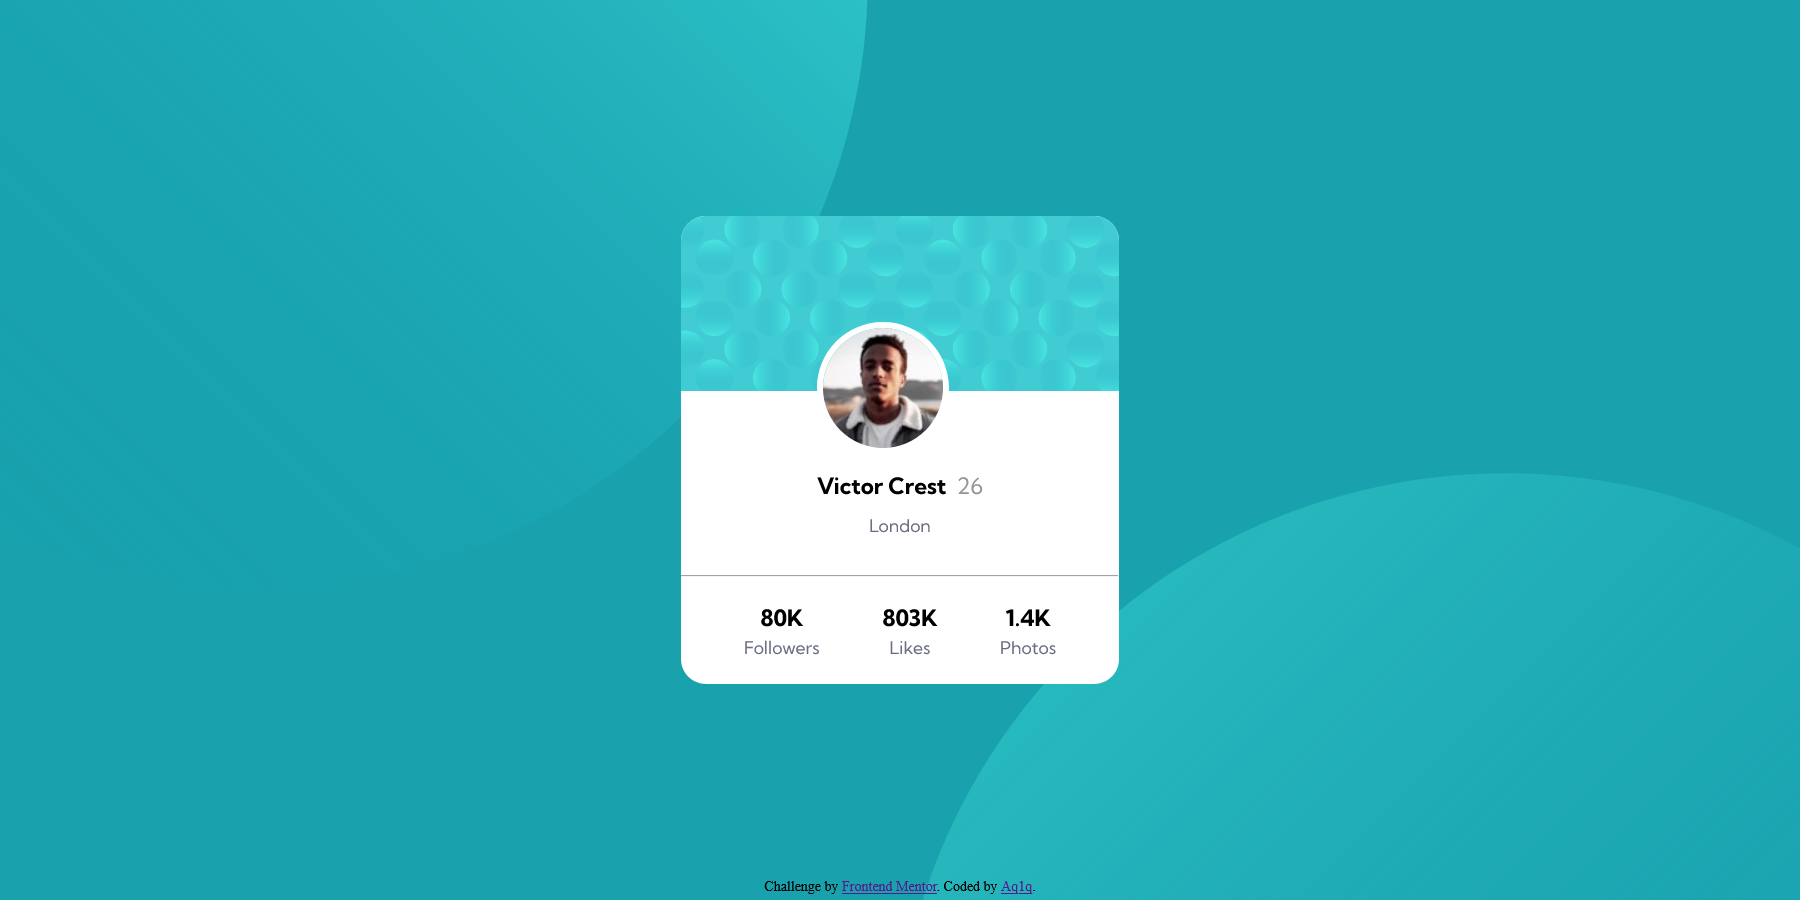 Victor Crest 26
London
80K 803K 1.4K
Followers Likes Photos
Challenge by Frontend Mentor. Coded by Aq1q.